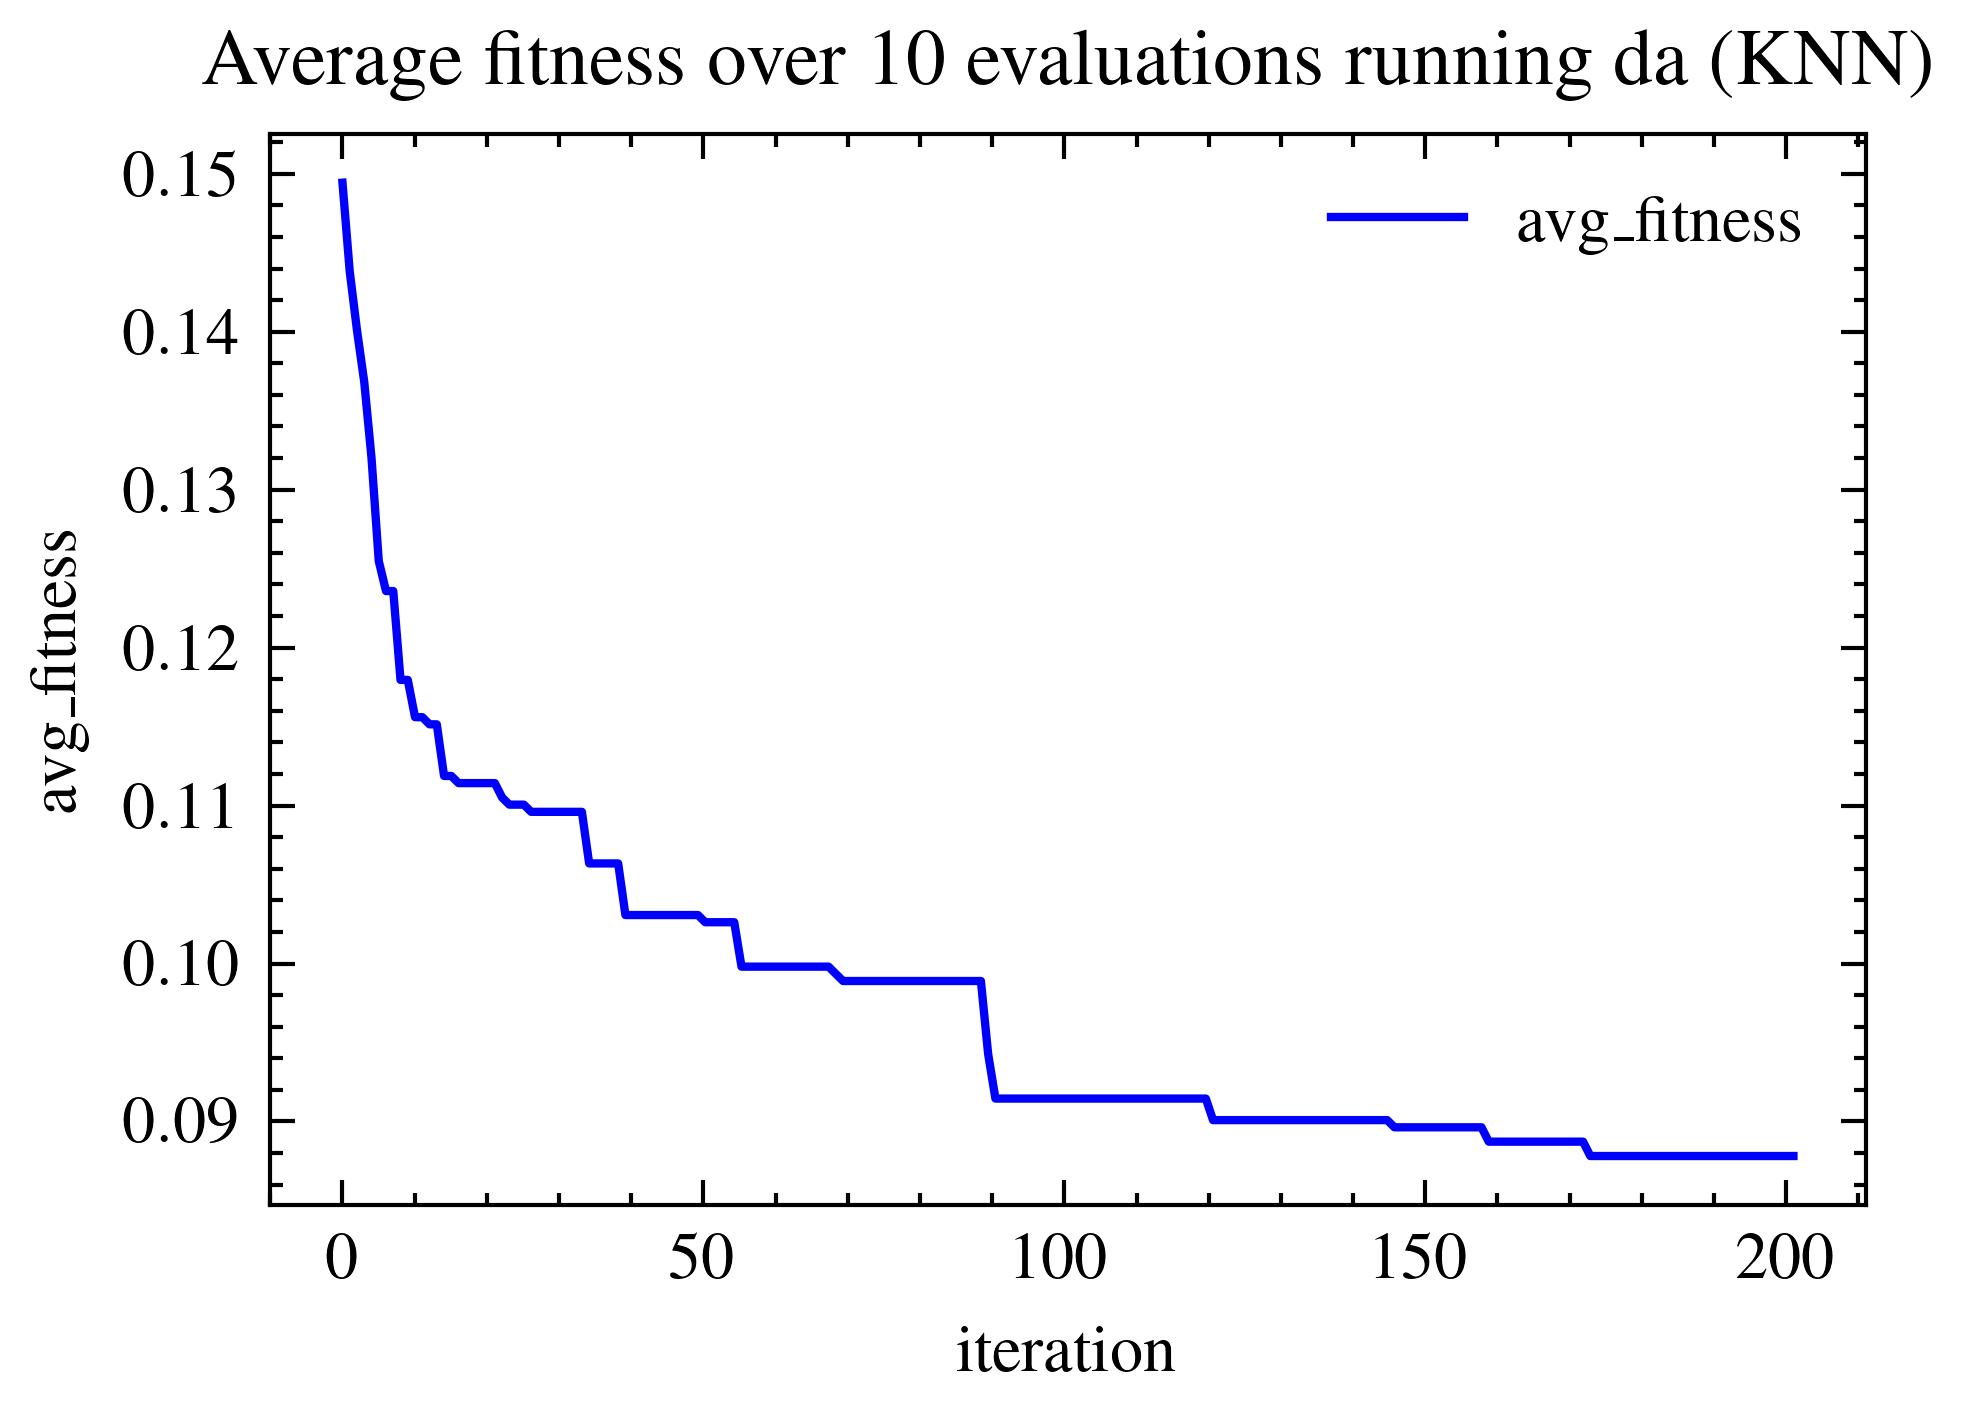 Average fitness over 10 evaluations running da (KNN)
avg_fitness
0.15
0.14
0.13
0.12
0.11
0.10
0.09
avg_fitness
0 50 100 150 200
iteration